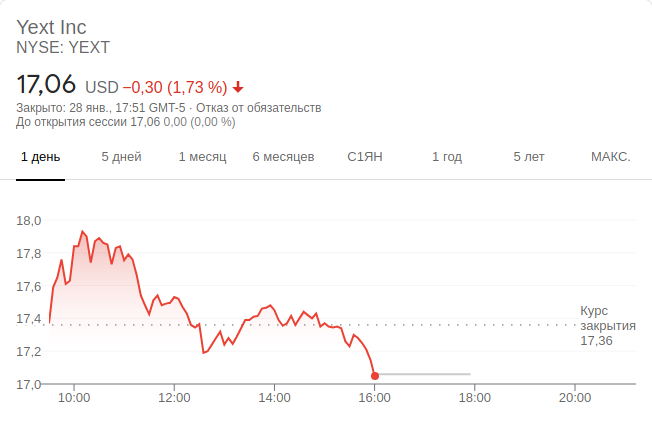 Yext Inc
NYSE: YEXT
17,06 USD −0,30 (1,73 %)
Закрыто: 28 янв., 17:51 GMT-5 · Отказ от обязательств
До открытия сессии 17,06 0,00 (0,00 %)
1 день 5 дней 1 месяц 6 месяцев С1ЯН 1 год 5 лет МАКС.
18,0
17,8
17,6
17,4
17,2
17,0
Курс
закрытия
17,36
10:00 12:00 14:00 16:00 18:00 20:00